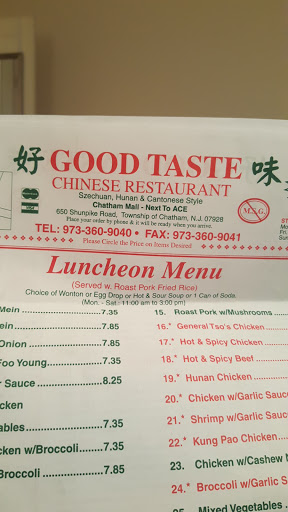 好 GOOD TASTE 味
CHINESE RESTAURANT
Szechuan, Hunan & Cantonese Style
Chatham Mall - Next To ACE
650 Shunpike Road, Township of Chatham, N.J. 07928
Place your order by phone & it will be ready when you arrive.
TEL: 973-360-9040 • FAX: 973-360-9041
Please Circle the Price on Items Desired
M.S.G.
ST
Mo
Fri
Su
Luncheon Menu
(Served w. Roast Pork Fried Rice)
Choice of Wonton or Egg Drop or Hot & Sour Soup or 1 Can of Soda.
(Mon. - Sat.: 11:00 am to 3:00 pm)
Mein 7.35
ein 7.85
Onion 7.85
Foo Young 7.35
r Sauce 8.25
cken
ables 7.35
cken w/Broccoli 7.35
Broccoli 7.85
15. Roast Pork w/Mushrooms
16.* General Tso's Chicken
17.* Hot & Spicy Chicken
18.* Hot & Spicy Beef
19.* Hunan Chicken
20.* Chicken w/Garlic Sauce
21.* Shrimp w/Garlic Sauce
22.* Kung Pao Chicken
23. Chicken w/Cashew
24.* Broccoli w/Garlic S
25. Mixed Vegetables